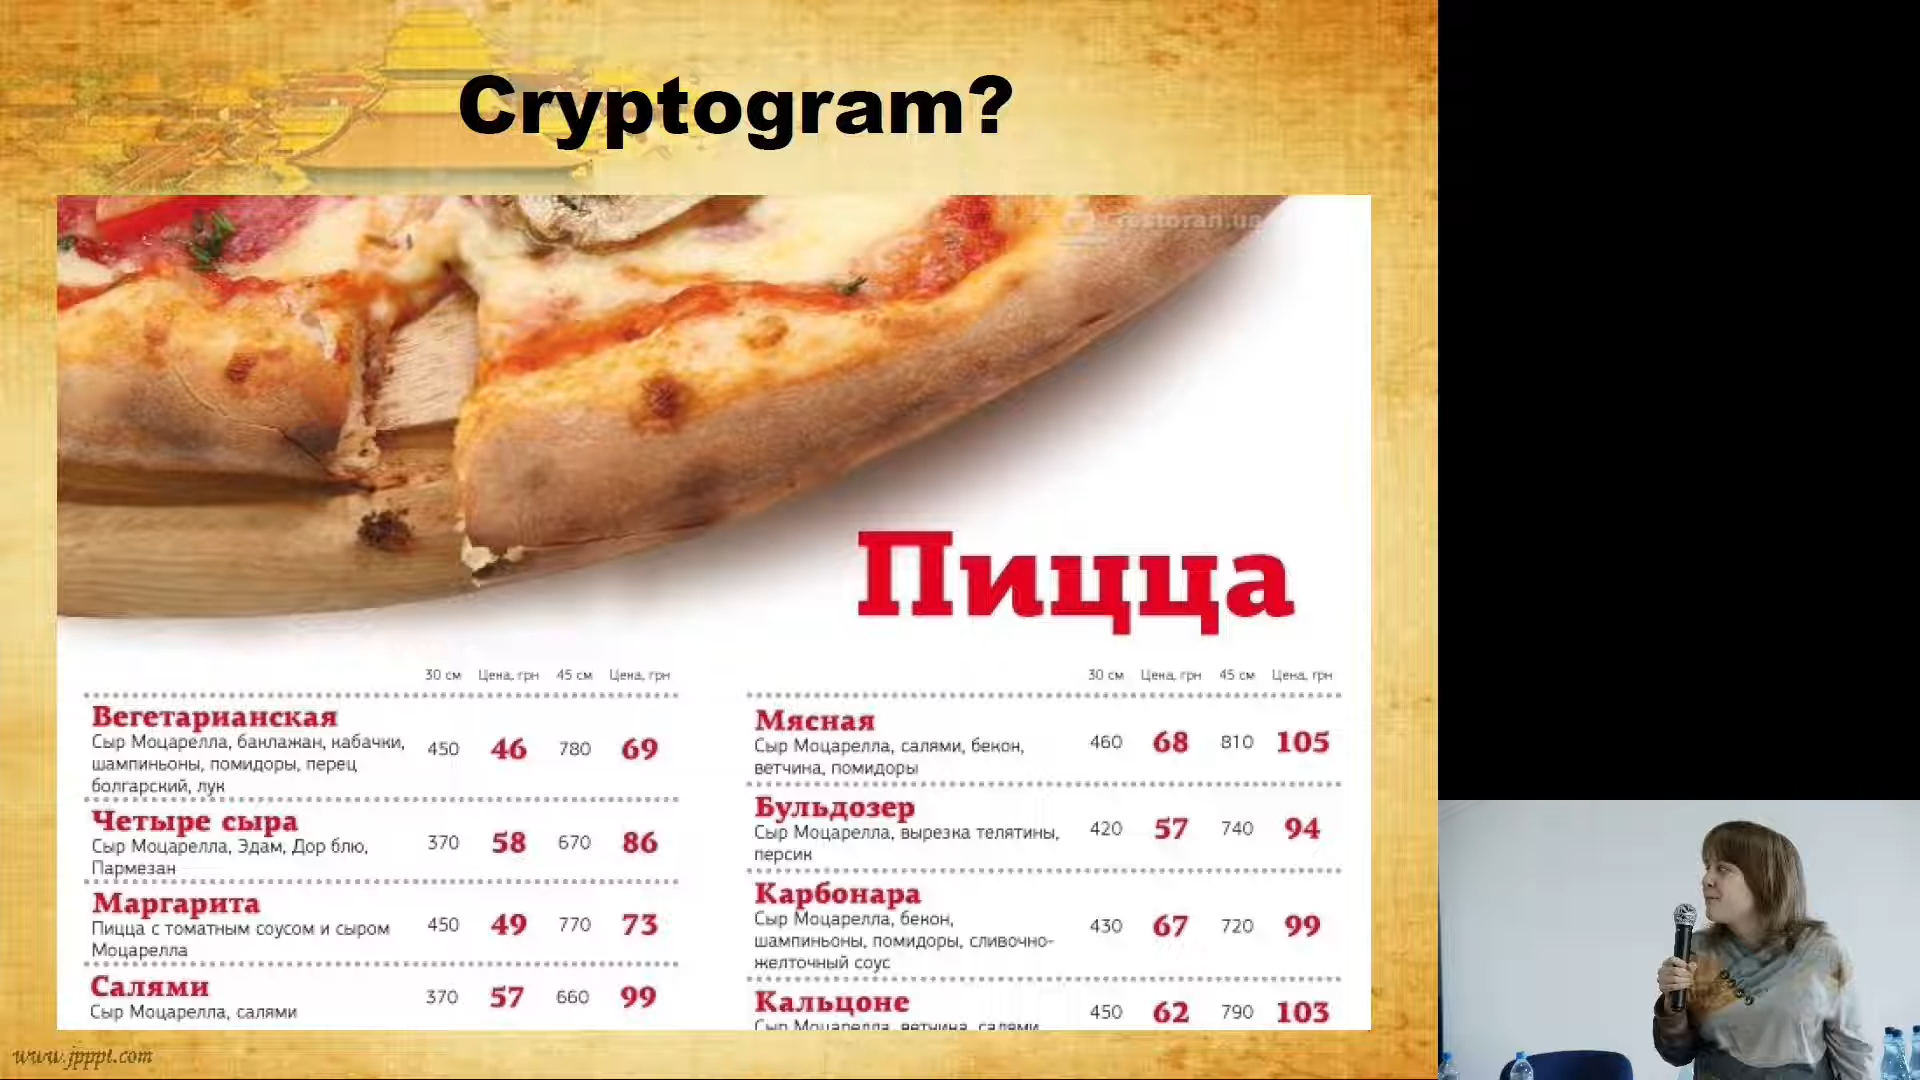 Cryptogram?
restoran.ua
Пицца
30 см Цена, грн 45 см Цена, грн
Вегетарианская
Сыр Моцарелла, баклажан, кабачки,
шампиньоны, помидоры, перец
болгарский, лук
450 46 780 69
Четыре сыра
Сыр Моцарелла, Эдам, Дор блю,
Пармезан
370 58 670 86
Маргарита
Пицца с томатным соусом и сыром
Моцарелла
450 49 770 73
Салями
Сыр Моцарелла, салями
370 57 660 99
30 см Цена, грн 45 см Цена, грн
Мясная
Сыр Моцарелла, салями, бекон,
ветчина, помидоры
460 68 810 105
Бульдозер
Сыр Моцарелла, вырезка телятины,
персик
420 57 740 94
Карбонара
Сыр Моцарелла, бекон,
шампиньоны, помидоры, сливочно-
желточный соус
430 67 720 99
Кальцоне
Сыр Моцарелла, ветчина, салями
450 62 790 103
www.jpppt.com